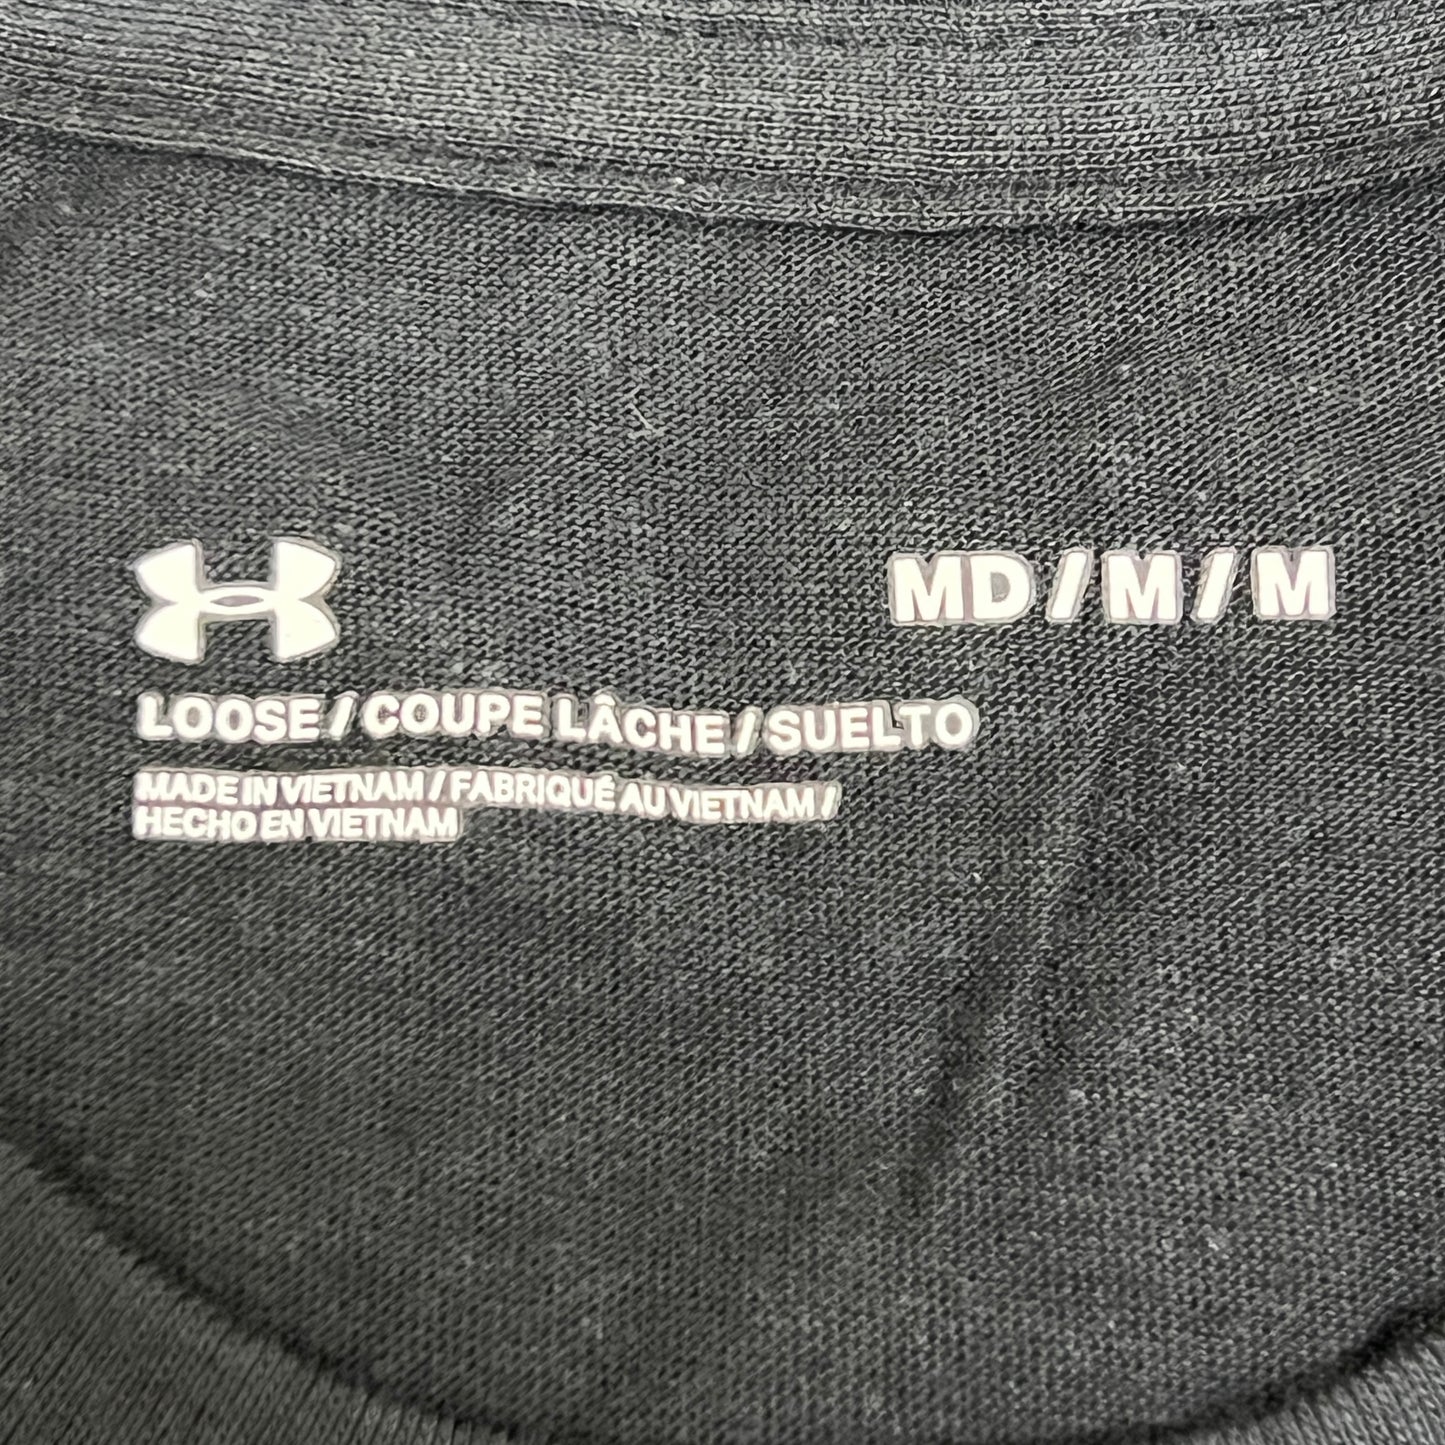 MD/M/M
LOOSE / COUPE LÂCHE / SUELTO
MADE IN VIETNAM / FABRIQUÉ AU VIETNAM /
HECHO EN VIETNAM